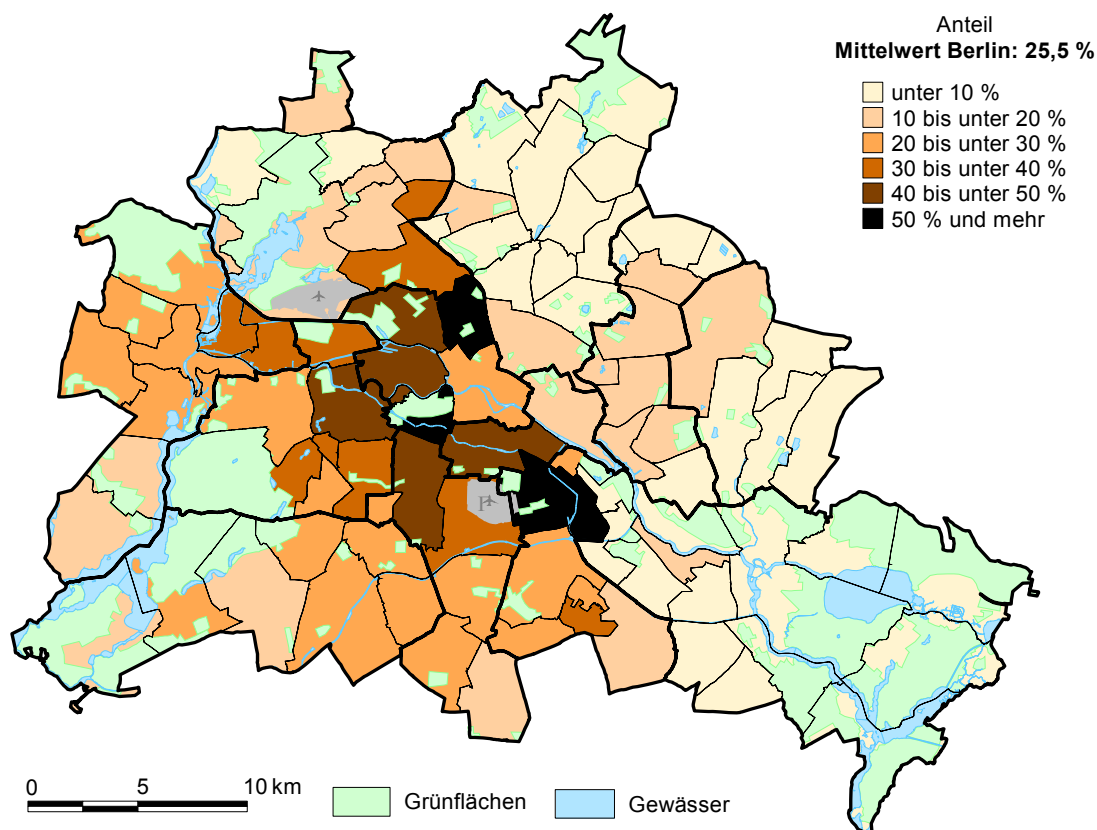 Anteil
Mittelwert Berlin: 25,5 %
unter 10 %
10 bis unter 20 %
20 bis unter 30 %
30 bis unter 40 %
40 bis unter 50 %
50 % und mehr
0 5 10 km
Grünflächen
Gewässer